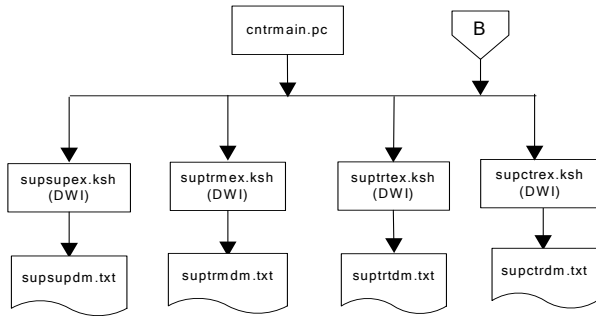 cntrmain.pc
B
supsupex.ksh
(DWI)
suptrmex.ksh
(DWI)
suptrtex.ksh
(DWI)
supctrex.ksh
(DWI)
supsupdm.txt
suptrmdm.txt
suptrtdm.txt
supctrdm.txt